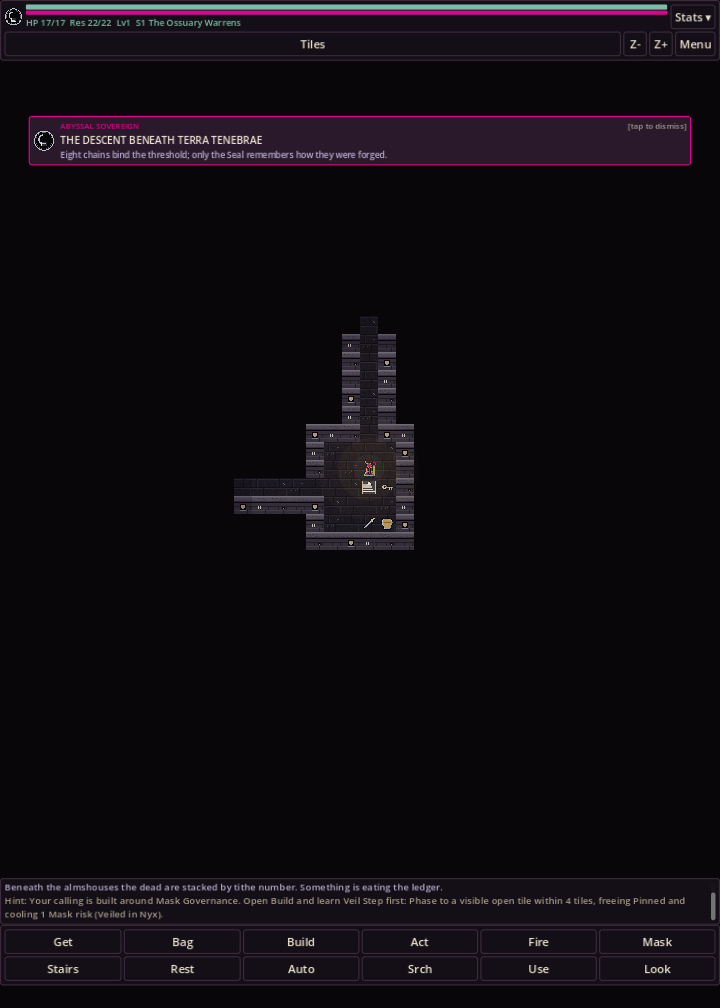 HP 17/17 Res 22/22 Lv1 S1 The Ossuary Warrens
Stats ▾
Tiles
Z-
Z+
Menu
ABYSSAL SOVEREIGN
[tap to dismiss]
THE DESCENT BENEATH TERRA TENEBRAE
Eight chains bind the threshold; only the Seal remembers how they were forged.
Beneath the almshouses the dead are stacked by tithe number. Something is eating the ledger.
Hint: Your calling is built around Mask Governance. Open Build and learn Veil Step first: Phase to a visible open tile within 4 tiles, freeing Pinned and
cooling 1 Mask risk (Veiled in Nyx).
Get
Bag
Build
Act
Fire
Mask
Stairs
Rest
Auto
Srch
Use
Look